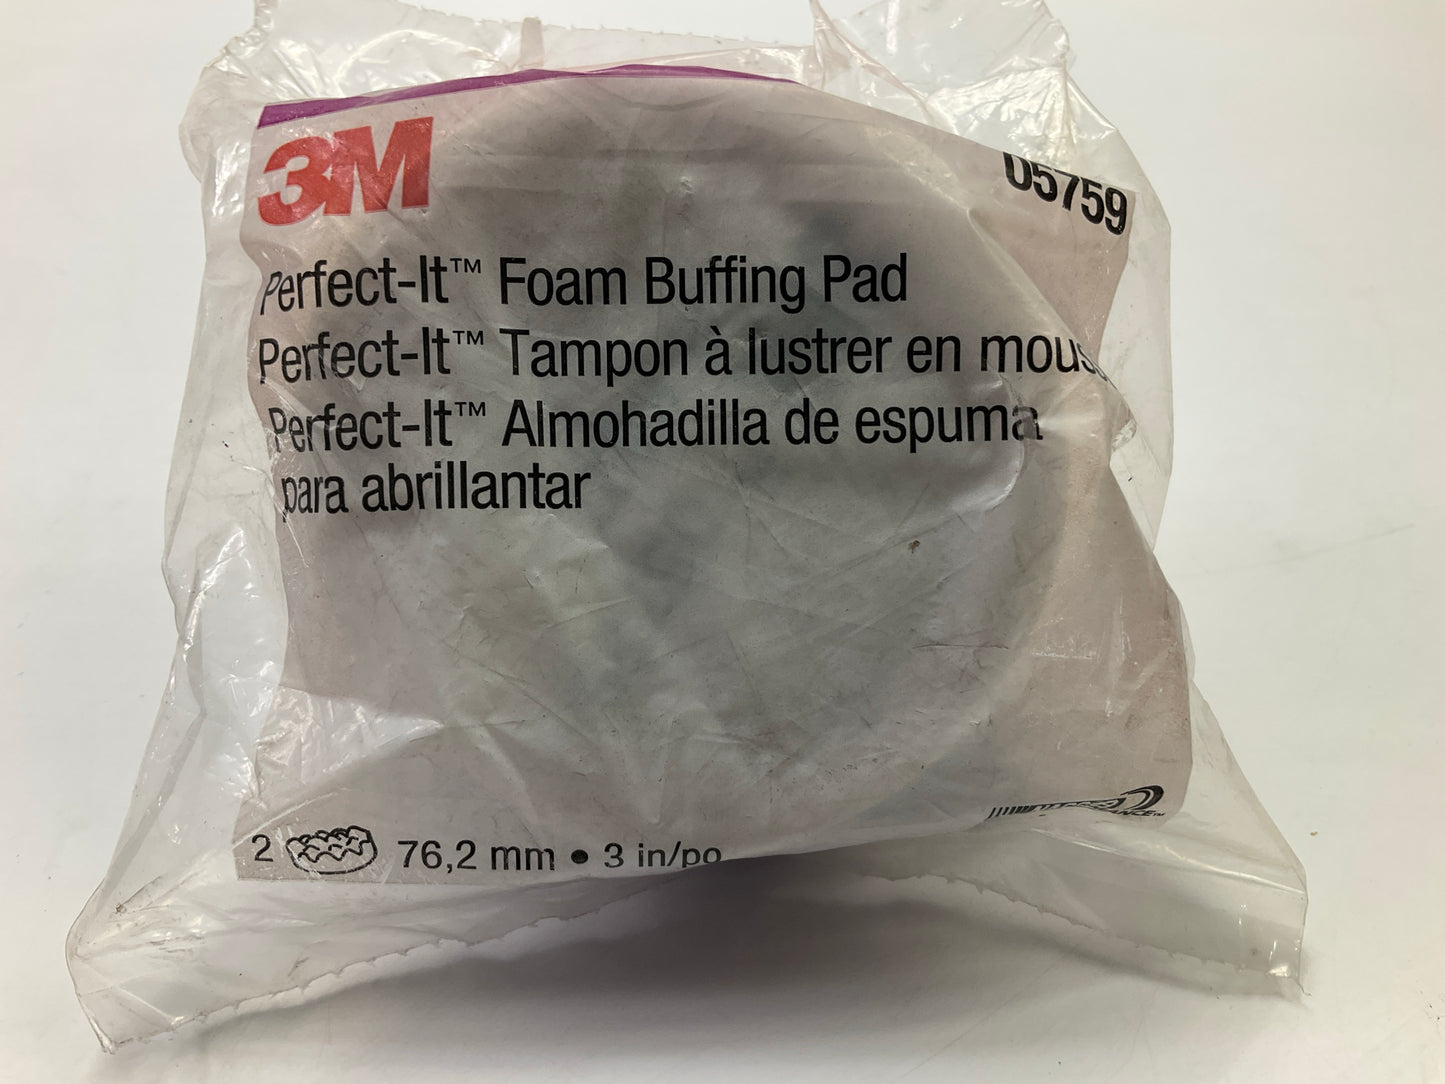 3M
05759
Perfect-It™ Foam Buffing Pad
Perfect-It™ Tampon à lustrer en mous
Perfect-It™ Almohadilla de espuma
para abrillantar
2 76,2 mm • 3 in/po